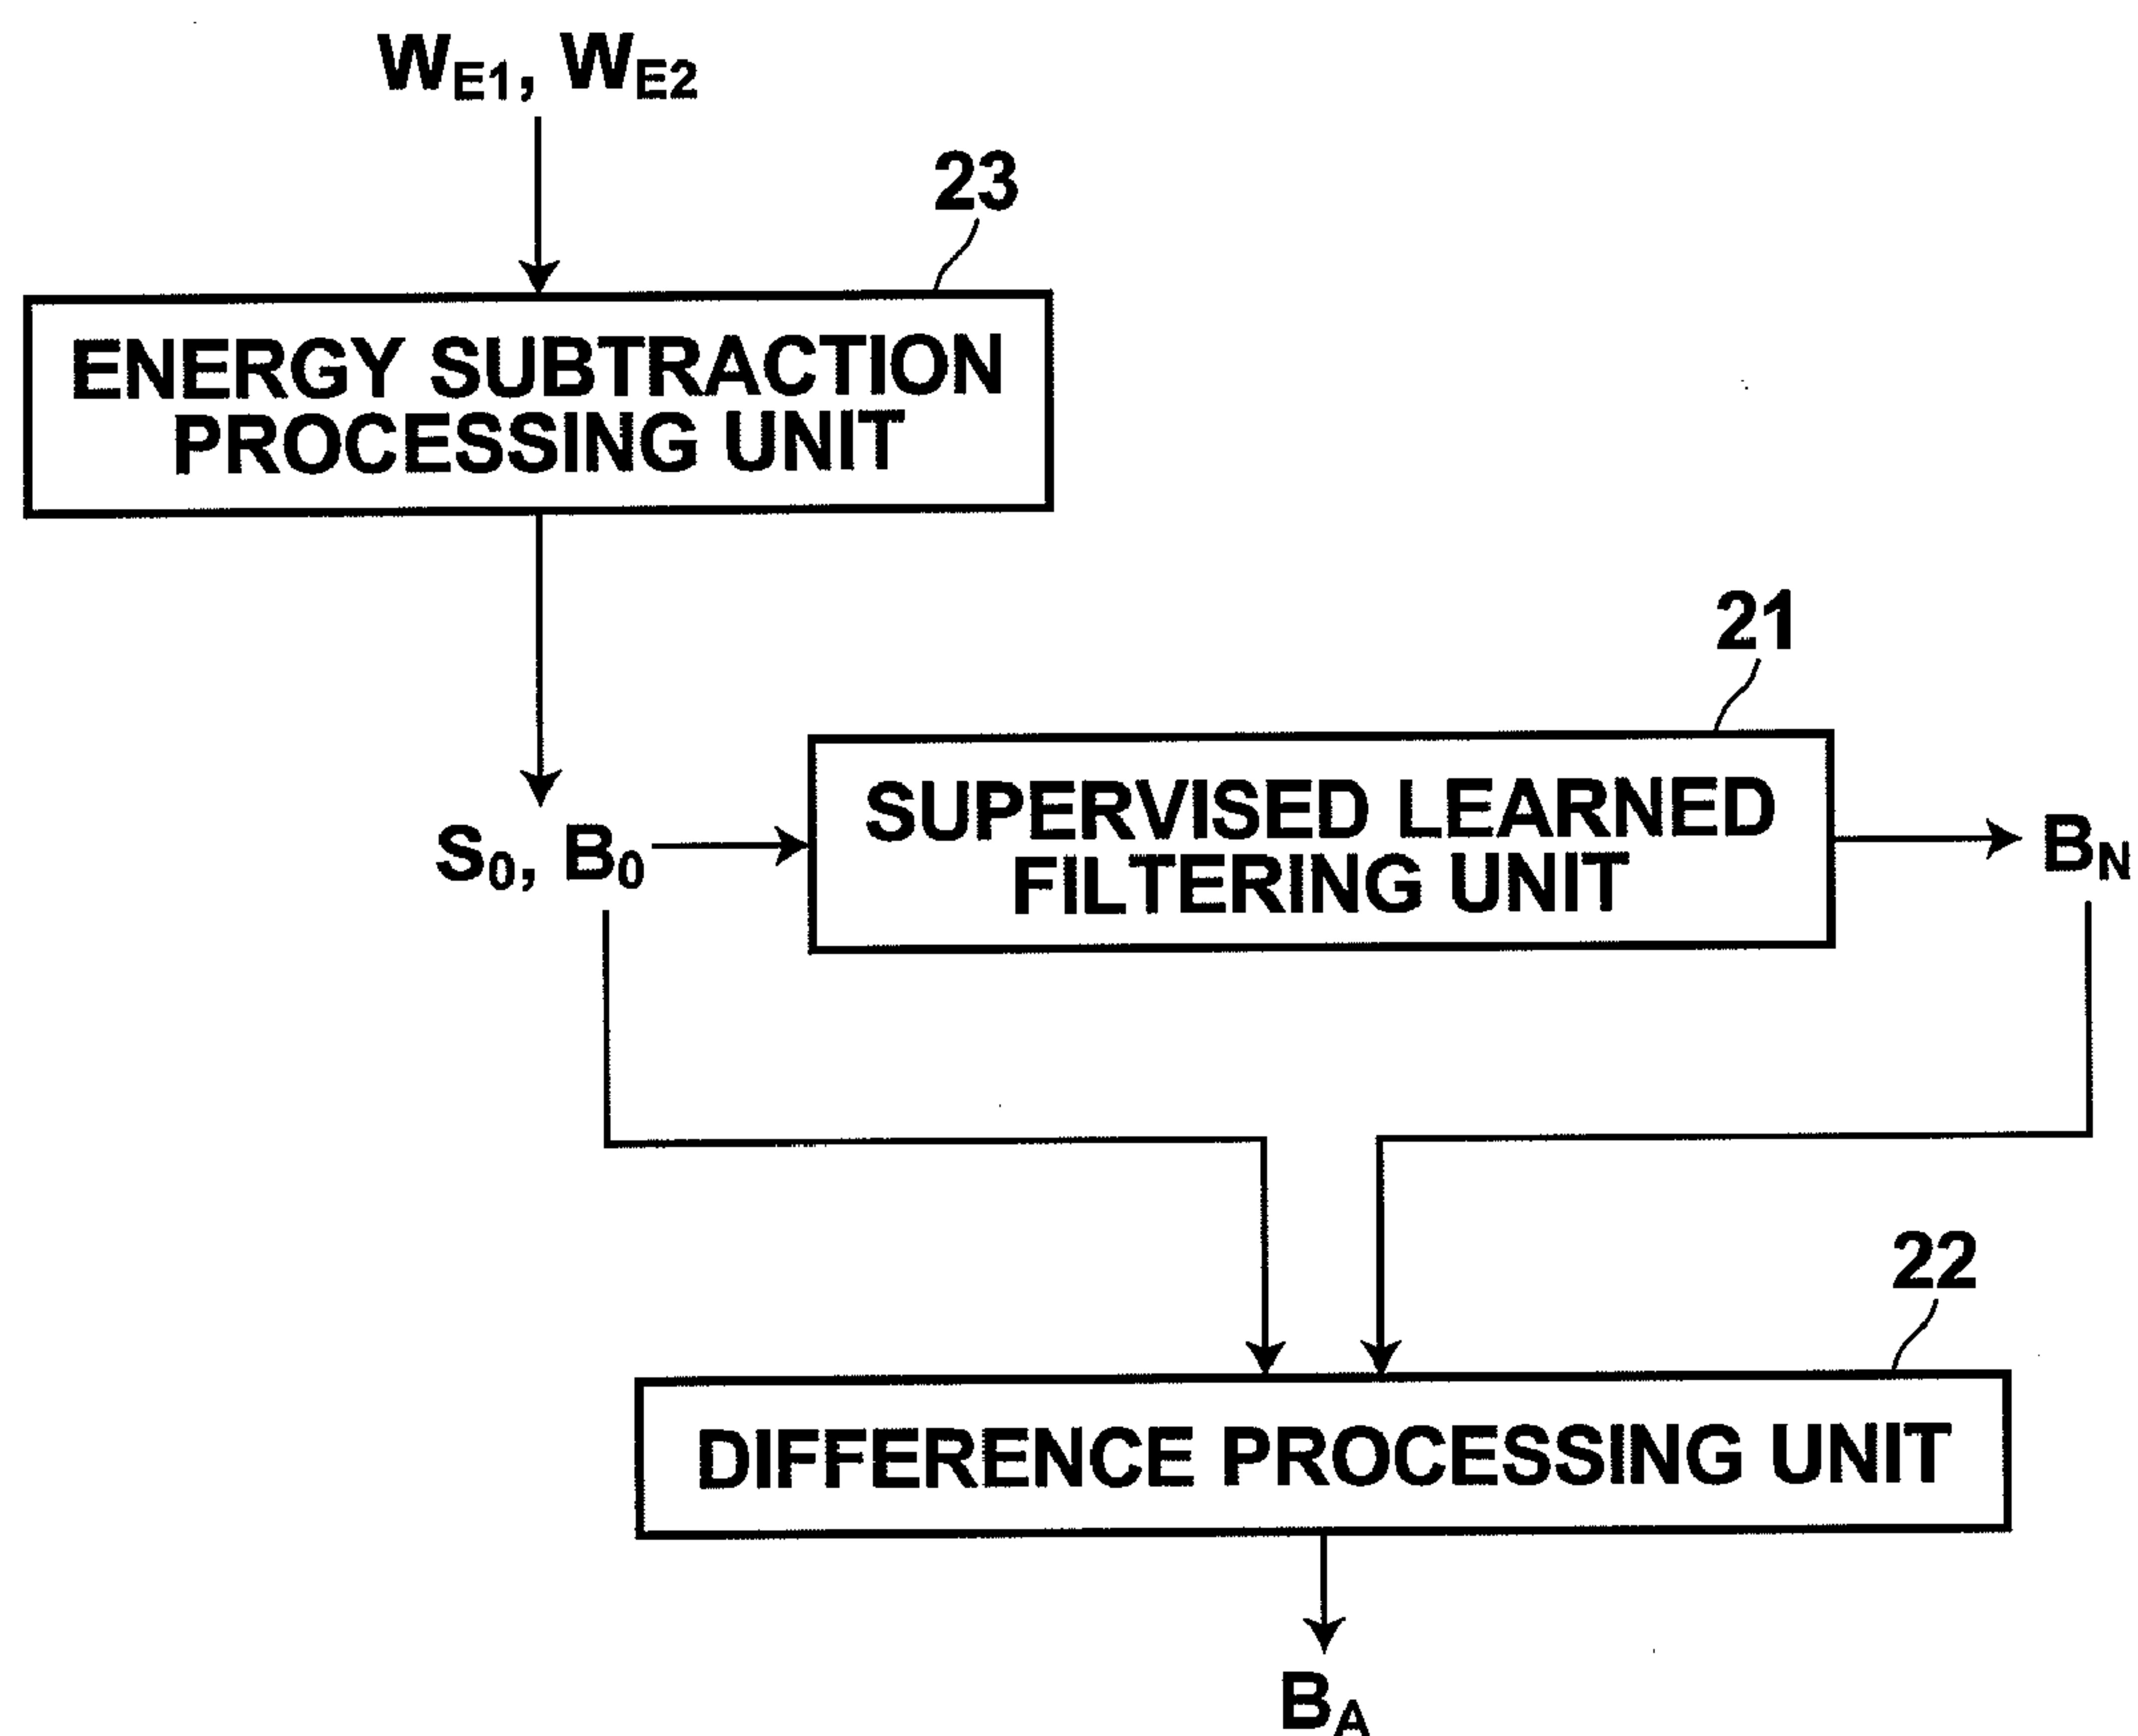 W_E1, W_E2
23
ENERGY SUBTRACTION
PROCESSING UNIT
21
SUPERVISED LEARNED
FILTERING UNIT
S_0, B_0
B_N
22
DIFFERENCE PROCESSING UNIT
B_A